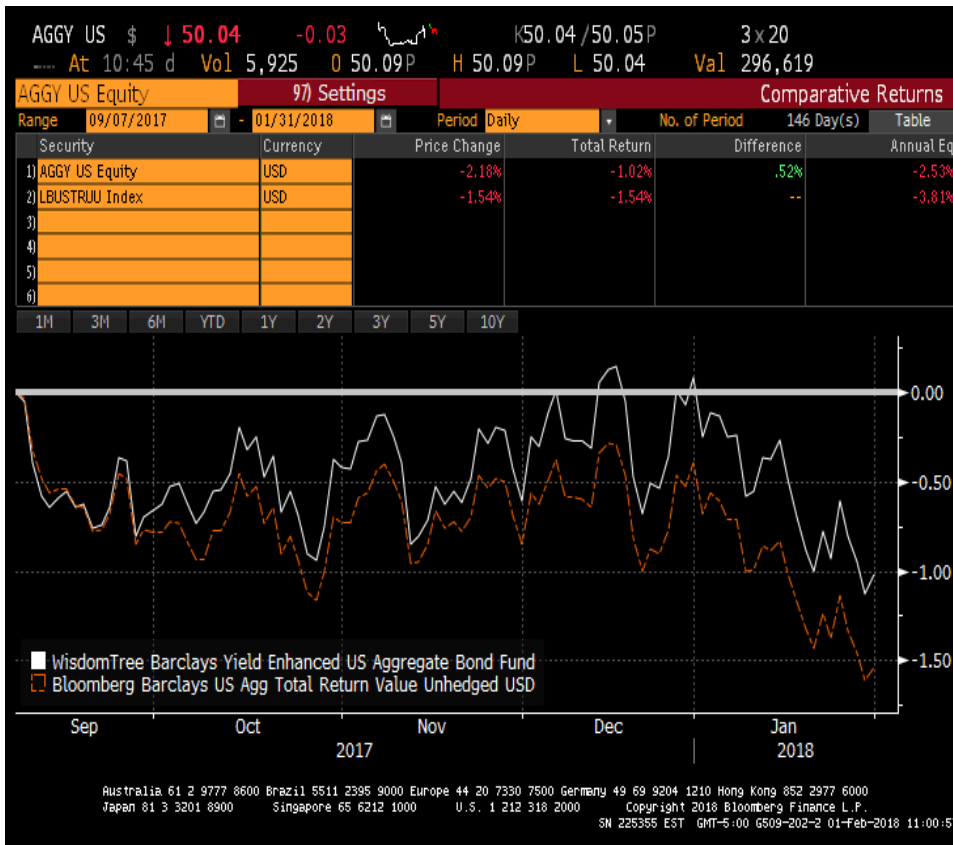 AGGY US $ ↓ 50.04 -0.03 K50.04/50.05P 3×20
At 10:45 d Vol 5,925 O 50.09P H 50.09P L 50.04 Val 296,619
AGGY US Equity 97) Settings Comparative Returns
Range 09/07/2017 - 01/31/2018 Period Daily No. of Period 146 Day(s) Table
Security Currency Price Change Total Return Difference Annual Eq
1) AGGY US Equity USD -2.18% -1.02% .52% -2.53%
2) LBUSTRUU Index USD -1.54% -1.54% -- -3.81%
3)
4)
5)
6)
1M 3M 6M YTD 1Y 2Y 3Y 5Y 10Y
0.00
-0.50
-1.00
-1.50
WisdomTree Barclays Yield Enhanced US Aggregate Bond Fund
Bloomberg Barclays US Agg Total Return Value Unhedged USD
Sep Oct Nov Dec Jan
2017 2018
Australia 61 2 9777 8600 Brazil 5511 2395 9000 Europe 44 20 7330 7500 Germany 49 69 9204 1210 Hong Kong 852 2977 6000
Japan 81 3 3201 8900 Singapore 65 6212 1000 U.S. 1 212 318 2000 Copyright 2018 Bloomberg Finance L.P.
SN 225355 EST GMT-5:00 G509-202-2 01-Feb-2018 11:00:5